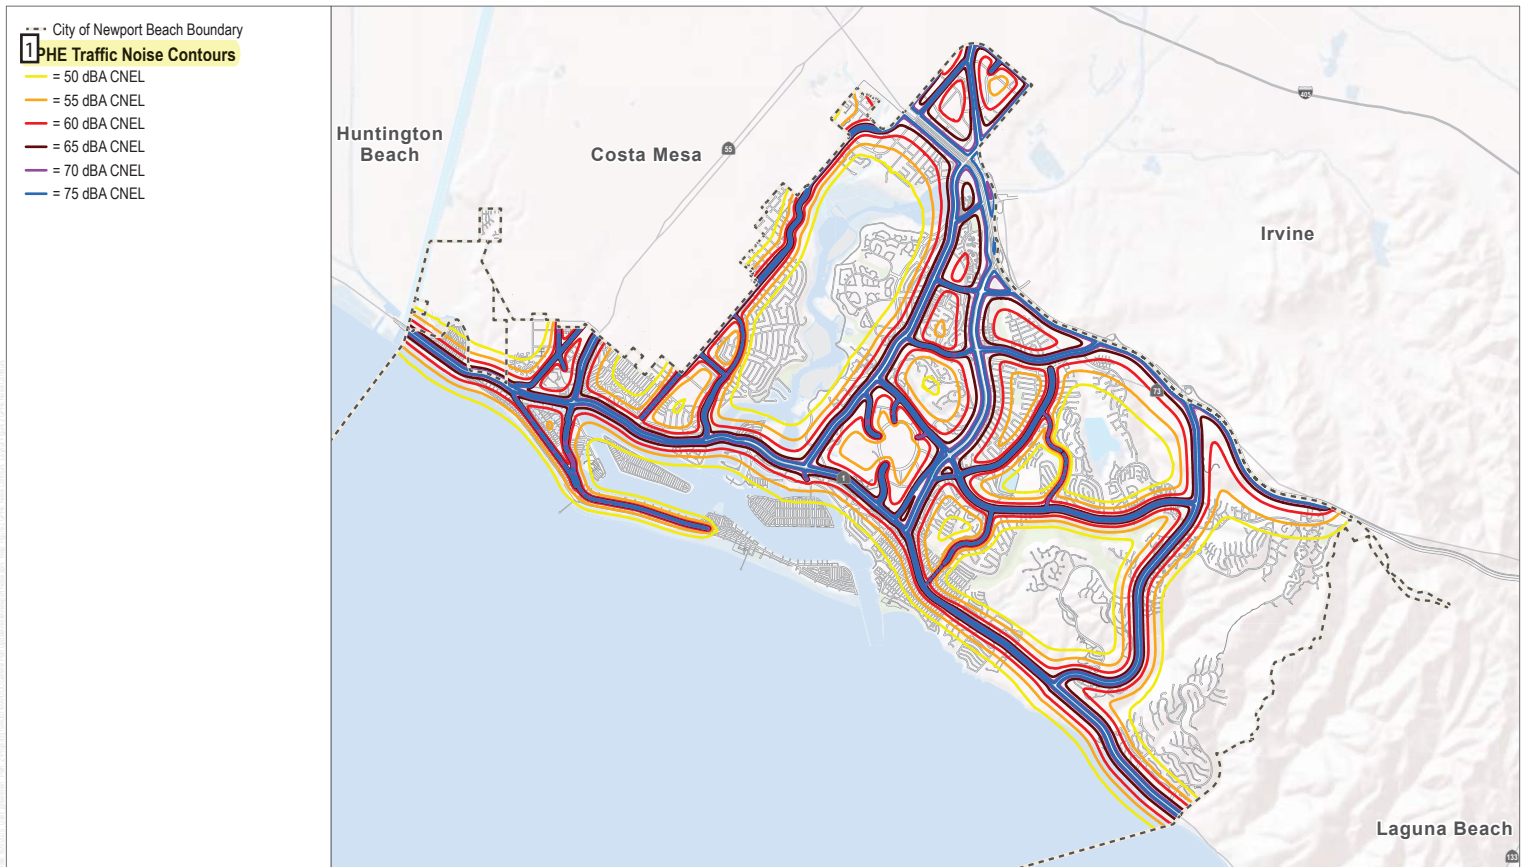 City of Newport Beach Boundary
1
PHE Traffic Noise Contours
= 50 dBA CNEL
= 55 dBA CNEL
= 60 dBA CNEL
= 65 dBA CNEL
= 70 dBA CNEL
= 75 dBA CNEL
Huntington
Beach
Costa Mesa
55
405
Irvine
73
1
Laguna Beach
133